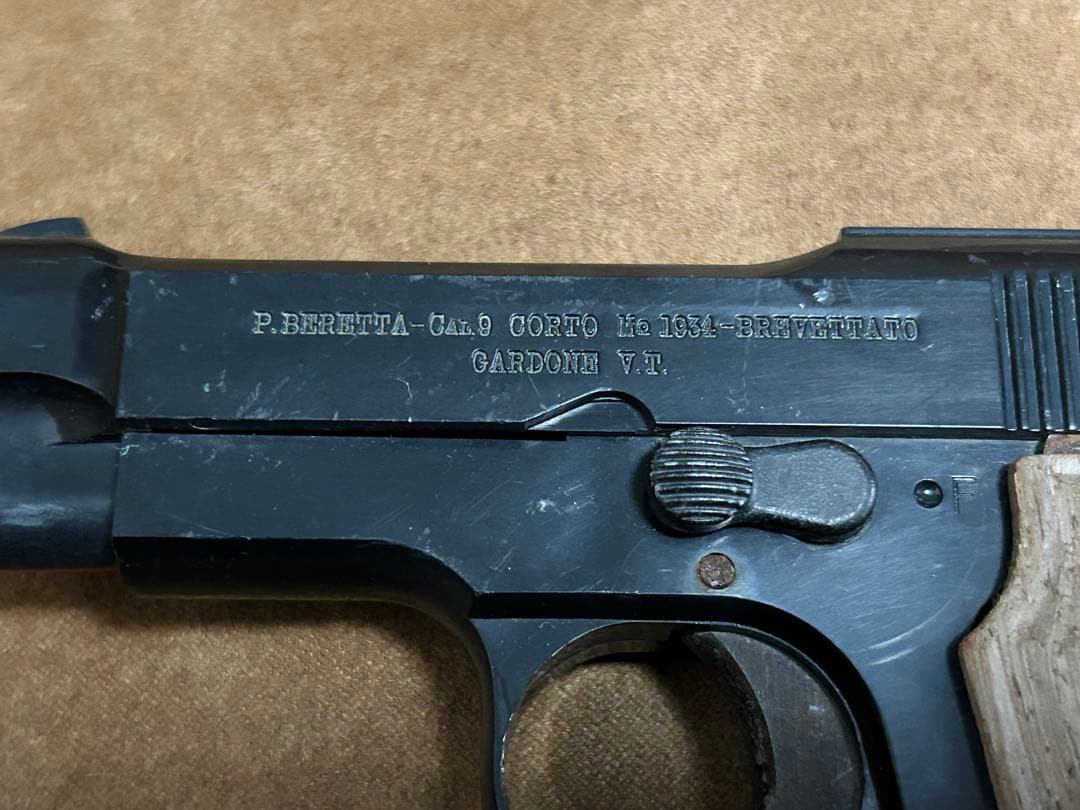 P.BERETTA-CAL.9 CORTO Mo 1934-BREVETTATO
GARDONE V.T.
F